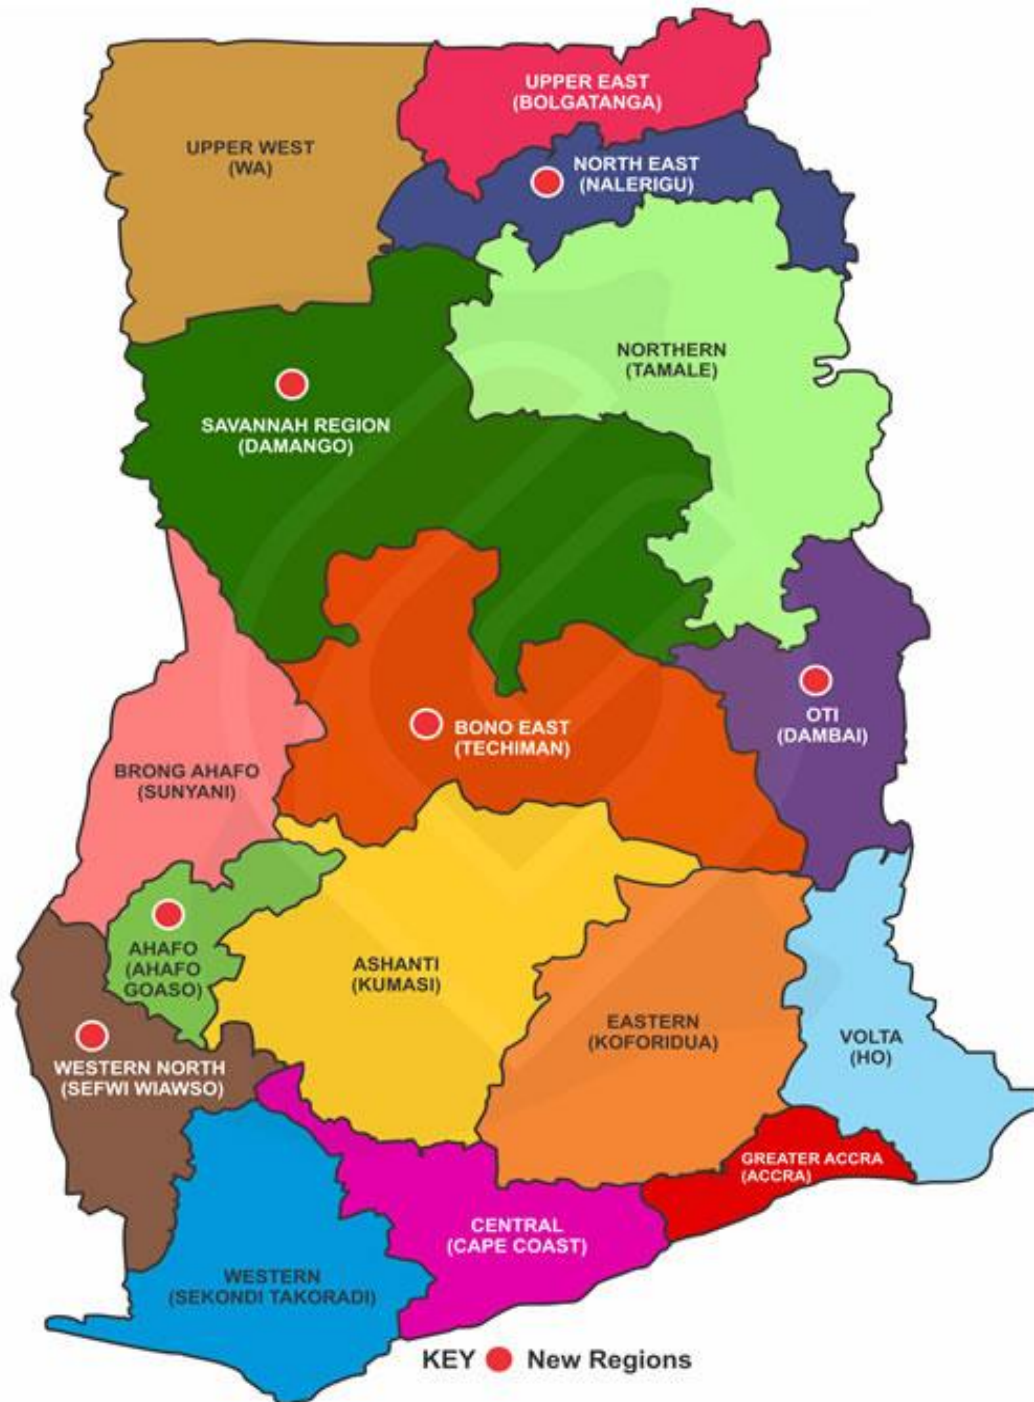 UPPER EAST
(BOLGATANGA)
UPPER WEST
(WA)
NORTH EAST
(NALERIGU)
NORTHERN
(TAMALE)
SAVANNAH REGION
(DAMANGO)
OTI
(DAMBAI)
BONO EAST
(TECHIMAN)
BRONG AHAFO
(SUNYANI)
AHAFO
(AHAFO
GOASO)
ASHANTI
(KUMASI)
EASTERN
(KOFORIDUA)
VOLTA
(HO)
WESTERN NORTH
(SEFWI WIAWSO)
GREATER ACCRA
(ACCRA)
CENTRAL
(CAPE COAST)
WESTERN
(SEKONDI TAKORADI)
KEY New Regions